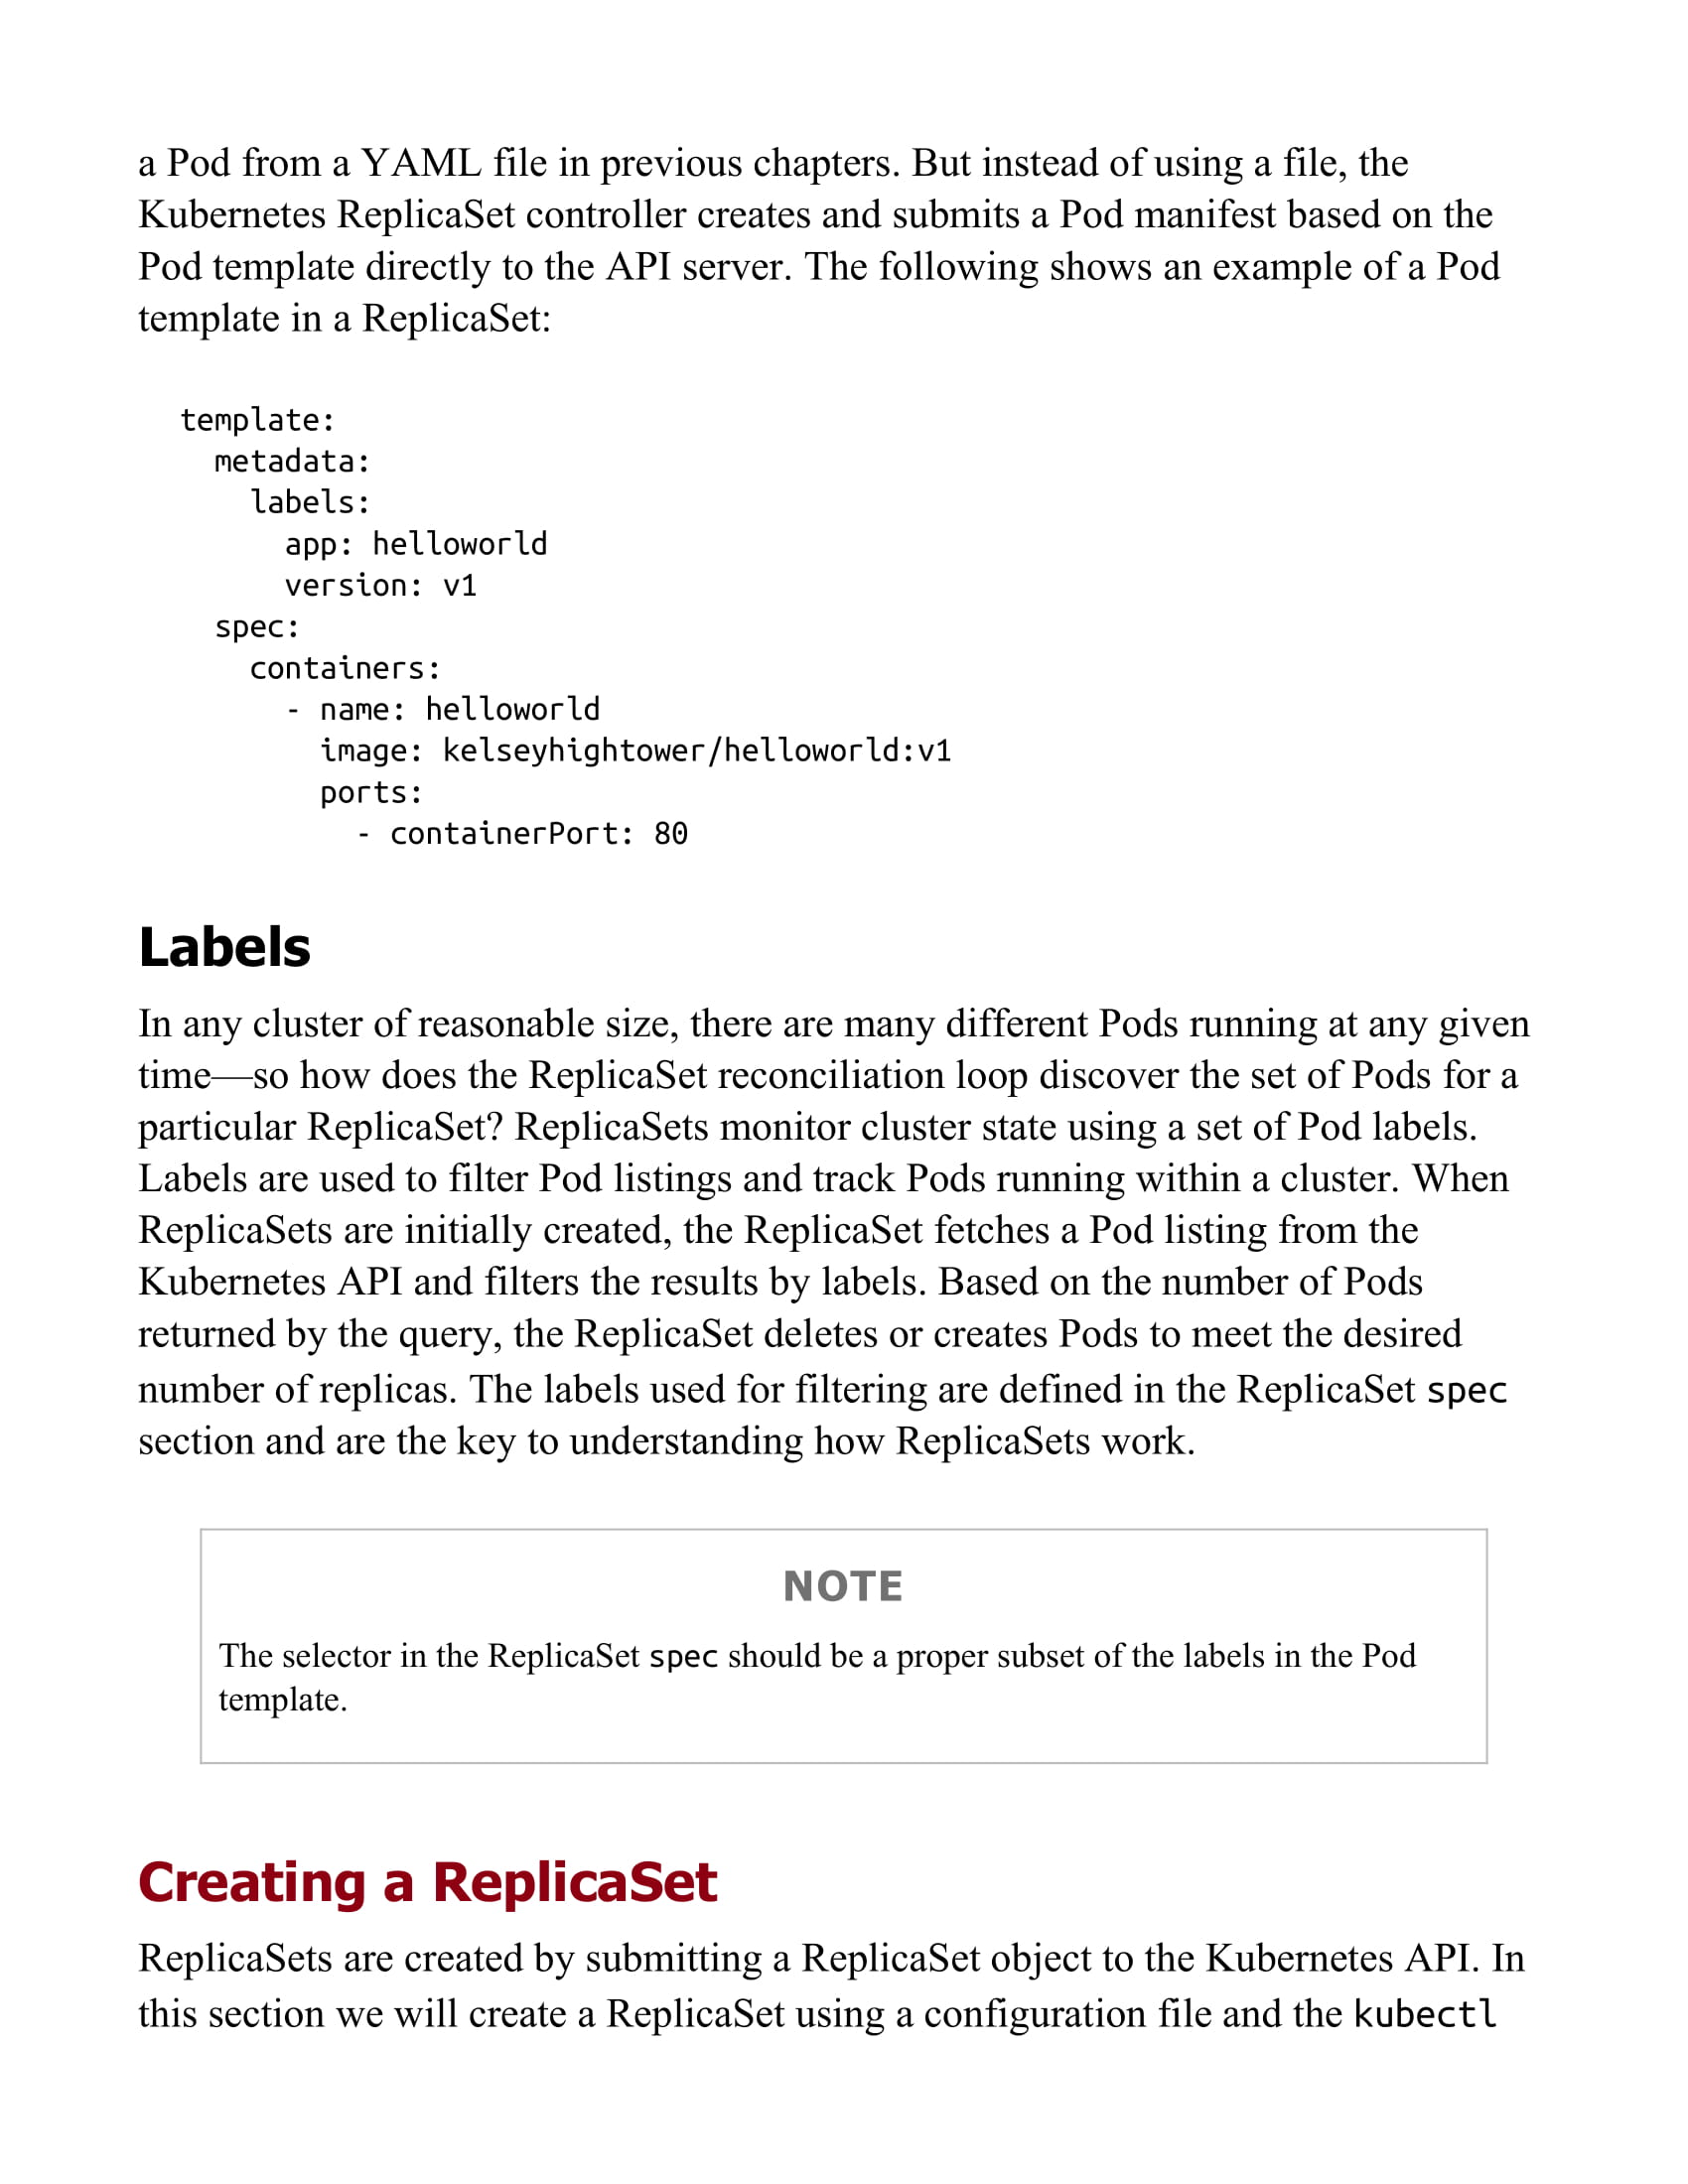 a Pod from a YAML file in previous chapters. But instead of using a file, the
Kubernetes ReplicaSet controller creates and submits a Pod manifest based on the
Pod template directly to the API server. The following shows an example of a Pod
template in a ReplicaSet:
template:
  metadata:
    labels:
      app: helloworld
      version: v1
  spec:
    containers:
      - name: helloworld
        image: kelseyhightower/helloworld:v1
        ports:
          - containerPort: 80
Labels
In any cluster of reasonable size, there are many different Pods running at any given
time—so how does the ReplicaSet reconciliation loop discover the set of Pods for a
particular ReplicaSet? ReplicaSets monitor cluster state using a set of Pod labels.
Labels are used to filter Pod listings and track Pods running within a cluster. When
ReplicaSets are initially created, the ReplicaSet fetches a Pod listing from the
Kubernetes API and filters the results by labels. Based on the number of Pods
returned by the query, the ReplicaSet deletes or creates Pods to meet the desired
number of replicas. The labels used for filtering are defined in the ReplicaSet spec
section and are the key to understanding how ReplicaSets work.
NOTE
The selector in the ReplicaSet spec should be a proper subset of the labels in the Pod
template.
Creating a ReplicaSet
ReplicaSets are created by submitting a ReplicaSet object to the Kubernetes API. In
this section we will create a ReplicaSet using a configuration file and the kubectl